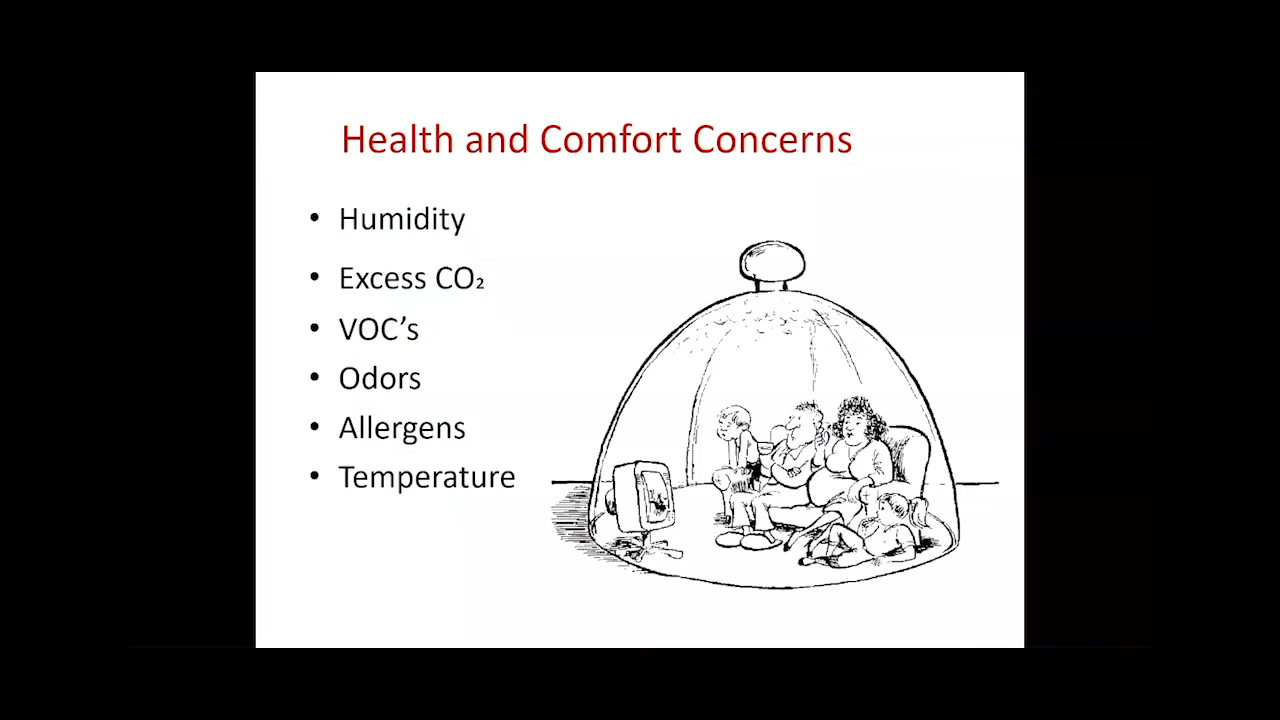 Health and Comfort Concerns
• Humidity
• Excess CO₂
• VOC's
• Odors
• Allergens
• Temperature